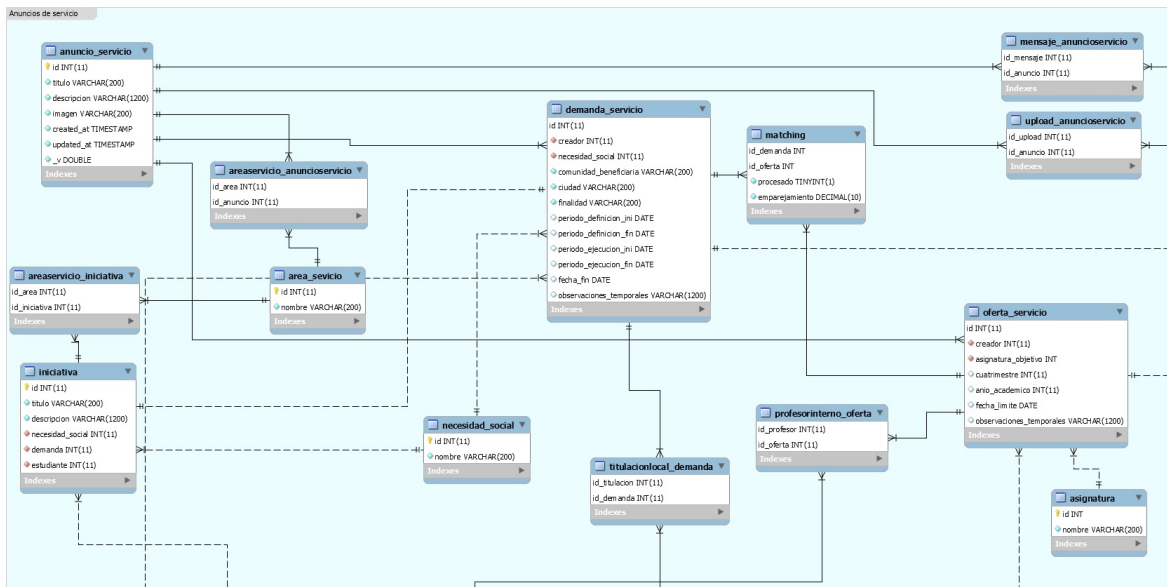 Anuncios de servicio
anuncio_servicio
id INT(11)
titulo VARCHAR(200)
descripcion VARCHAR(1200)
imagen VARCHAR(200)
created_at TIMESTAMP
updated_at TIMESTAMP
_v DOUBLE
Indexes
mensaje_anuncioservicio
id_mensaje INT(11)
id_anuncio INT(11)
Indexes
upload_anuncioservicio
id_upload INT(11)
id_anuncio INT(11)
Indexes
demanda_servicio
id INT(11)
creador INT(11)
necesidad_social INT(11)
comunidad_beneficiaria VARCHAR(200)
ciudad VARCHAR(200)
finalidad VARCHAR(200)
periodo_definicion_ini DATE
periodo_definicion_fin DATE
periodo_ejecucion_ini DATE
periodo_ejecucion_fin DATE
fecha_fin DATE
observaciones_temporales VARCHAR(1200)
Indexes
matching
id_demanda INT
id_oferta INT
procesado TINYINT(1)
emparejamiento DECIMAL(10)
Indexes
areaservicio_anuncioservicio
id_area INT(11)
id_anuncio INT(11)
Indexes
areaservicio_iniciativa
id_area INT(11)
id_iniciativa INT(11)
Indexes
area_sevicio
id INT(11)
nombre VARCHAR(200)
Indexes
oferta_servicio
id INT(11)
creador INT(11)
asignatura_objetivo INT
cuatrimestre INT(11)
anio_academico INT(11)
fecha_limite DATE
observaciones_temporales VARCHAR(1200)
Indexes
iniciativa
id INT(11)
titulo VARCHAR(200)
descripcion VARCHAR(1200)
necesidad_social INT(11)
demanda INT(11)
estudiante INT(11)
Indexes
necesidad_social
id INT(11)
nombre VARCHAR(200)
Indexes
profesorinterno_oferta
id_profesor INT(11)
id_oferta INT(11)
Indexes
titulacionlocal_demanda
id_titulacion INT(11)
id_demanda INT(11)
Indexes
asignatura
id INT
nombre VARCHAR(200)
Indexes